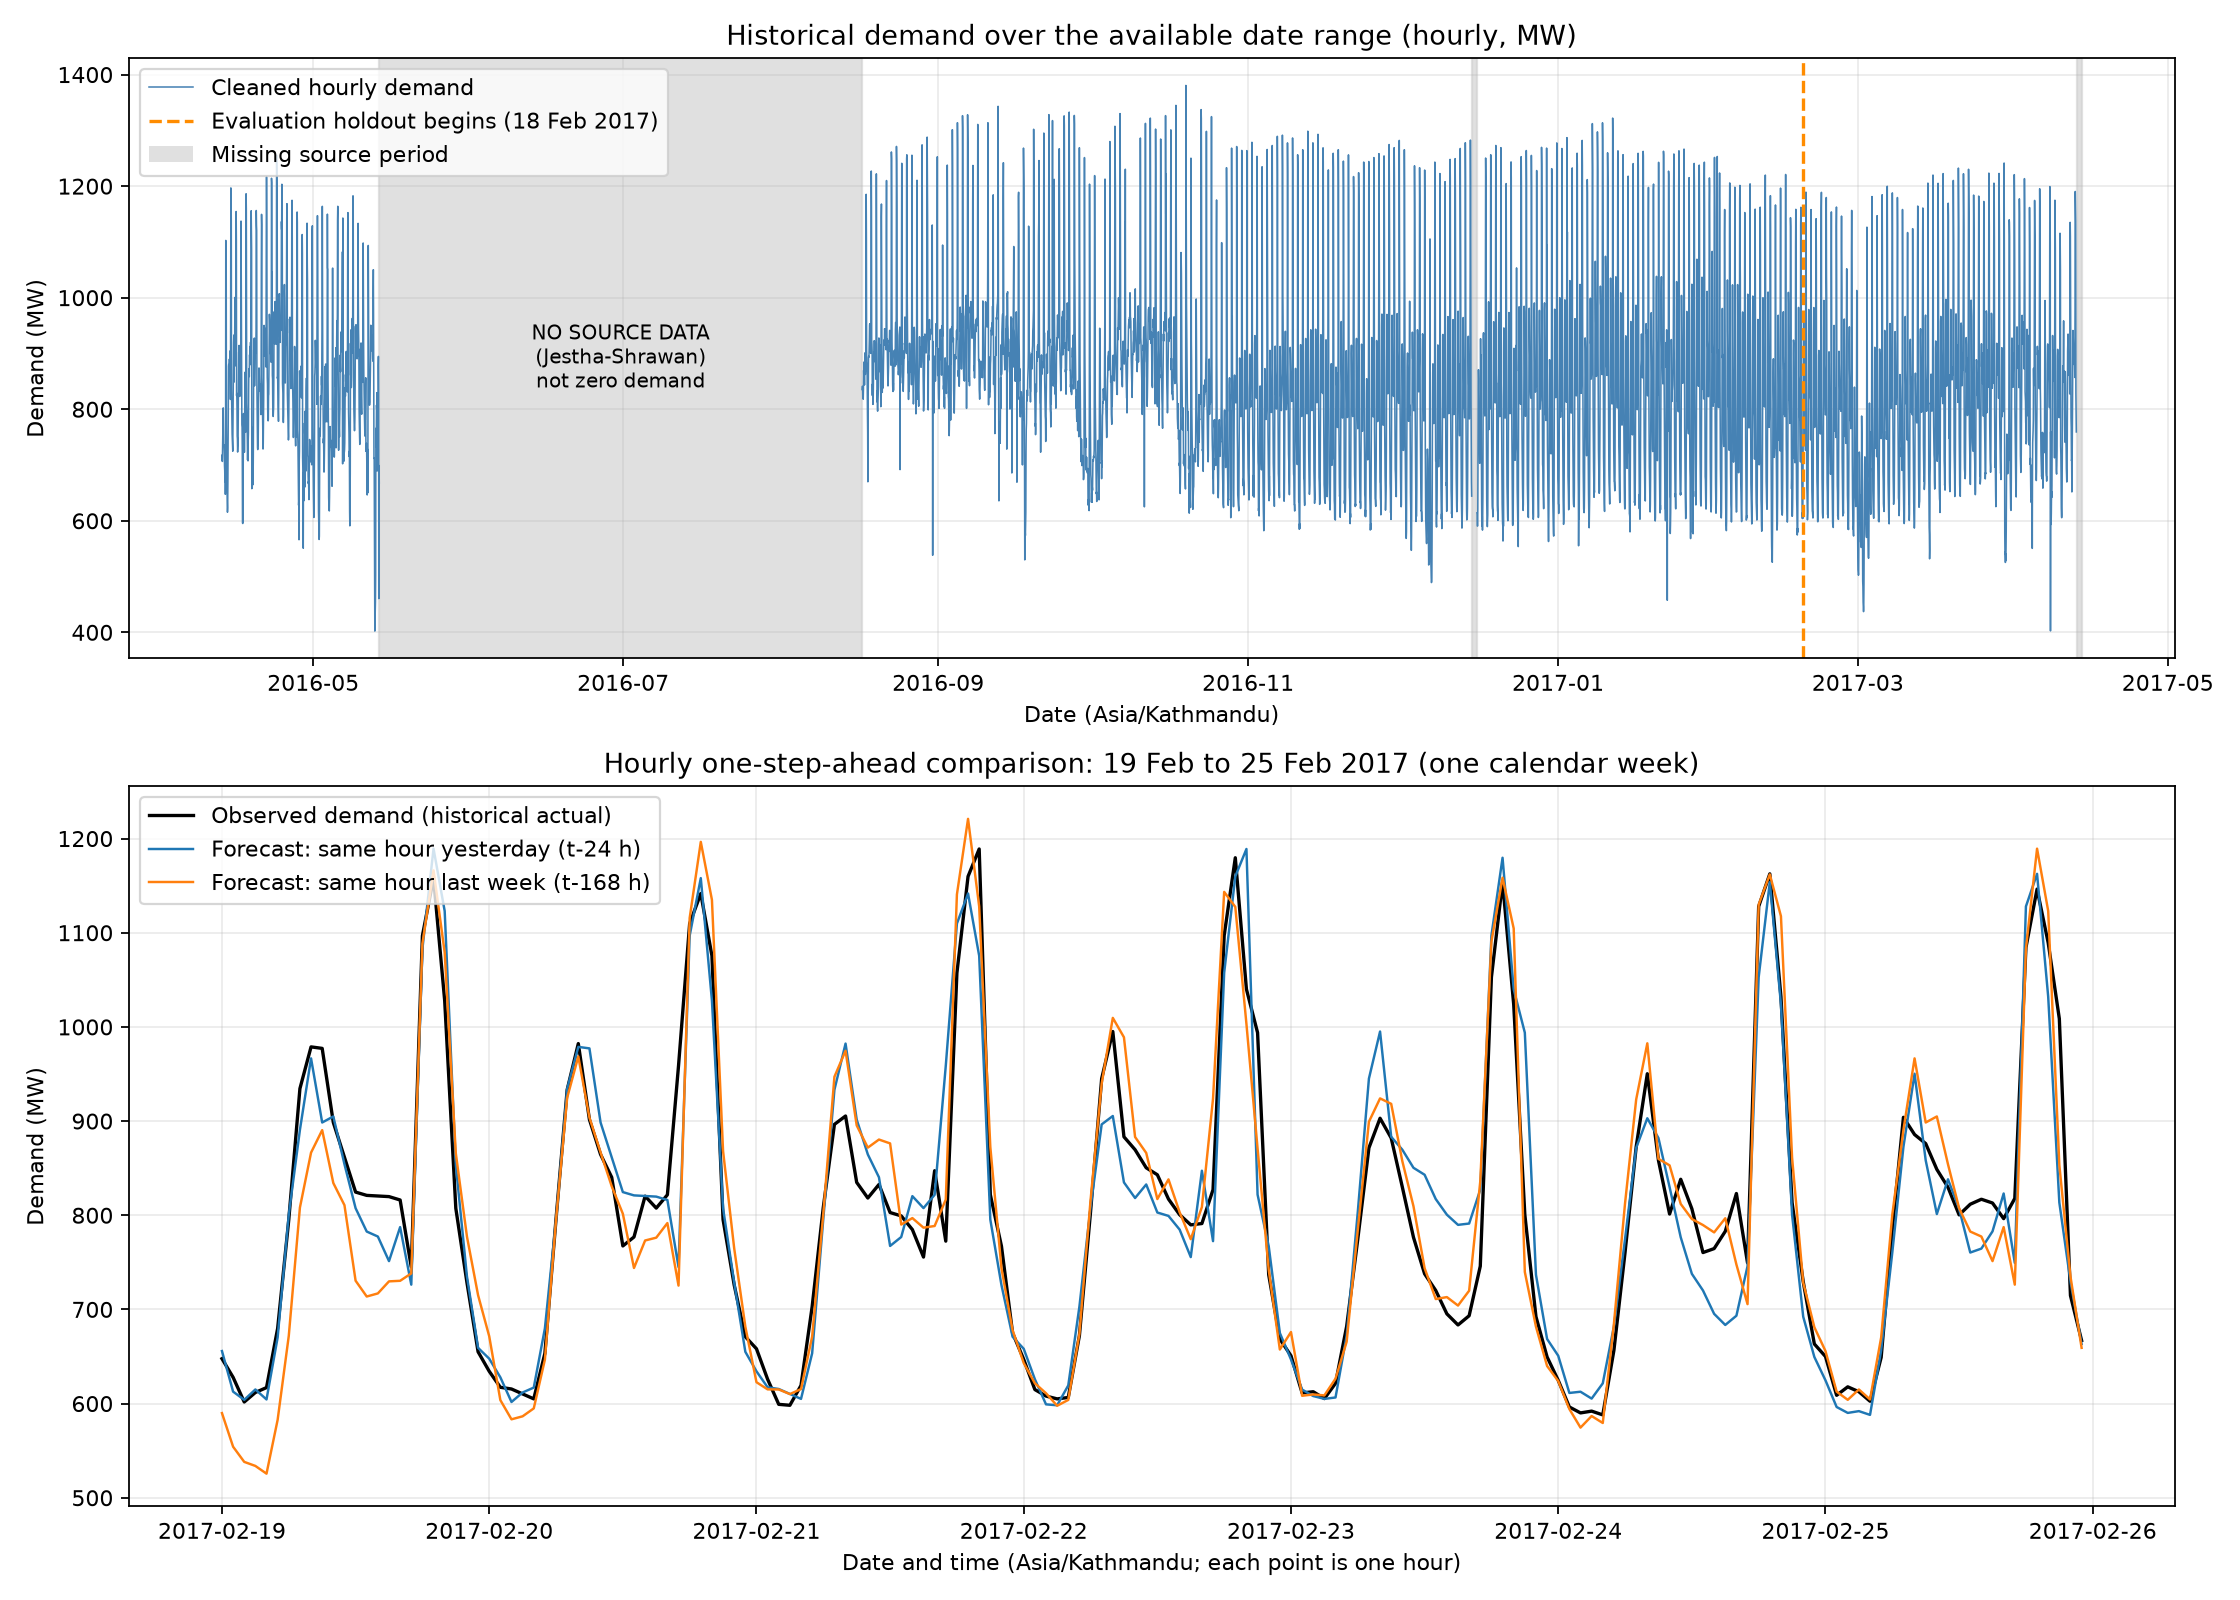 Historical demand over the available date range (hourly, MW)
Cleaned hourly demand
Evaluation holdout begins (18 Feb 2017)
Missing source period
NO SOURCE DATA
(Jestha-Shrawan)
not zero demand
Demand (MW)
1400
1200
1000
800
600
400
2016-05
2016-07
2016-09
2016-11
2017-01
2017-03
2017-05
Date (Asia/Kathmandu)
Hourly one-step-ahead comparison: 19 Feb to 25 Feb 2017 (one calendar week)
Observed demand (historical actual)
Forecast: same hour yesterday (t-24 h)
Forecast: same hour last week (t-168 h)
Demand (MW)
1200
1100
1000
900
800
700
600
500
2017-02-19
2017-02-20
2017-02-21
2017-02-22
2017-02-23
2017-02-24
2017-02-25
2017-02-26
Date and time (Asia/Kathmandu; each point is one hour)